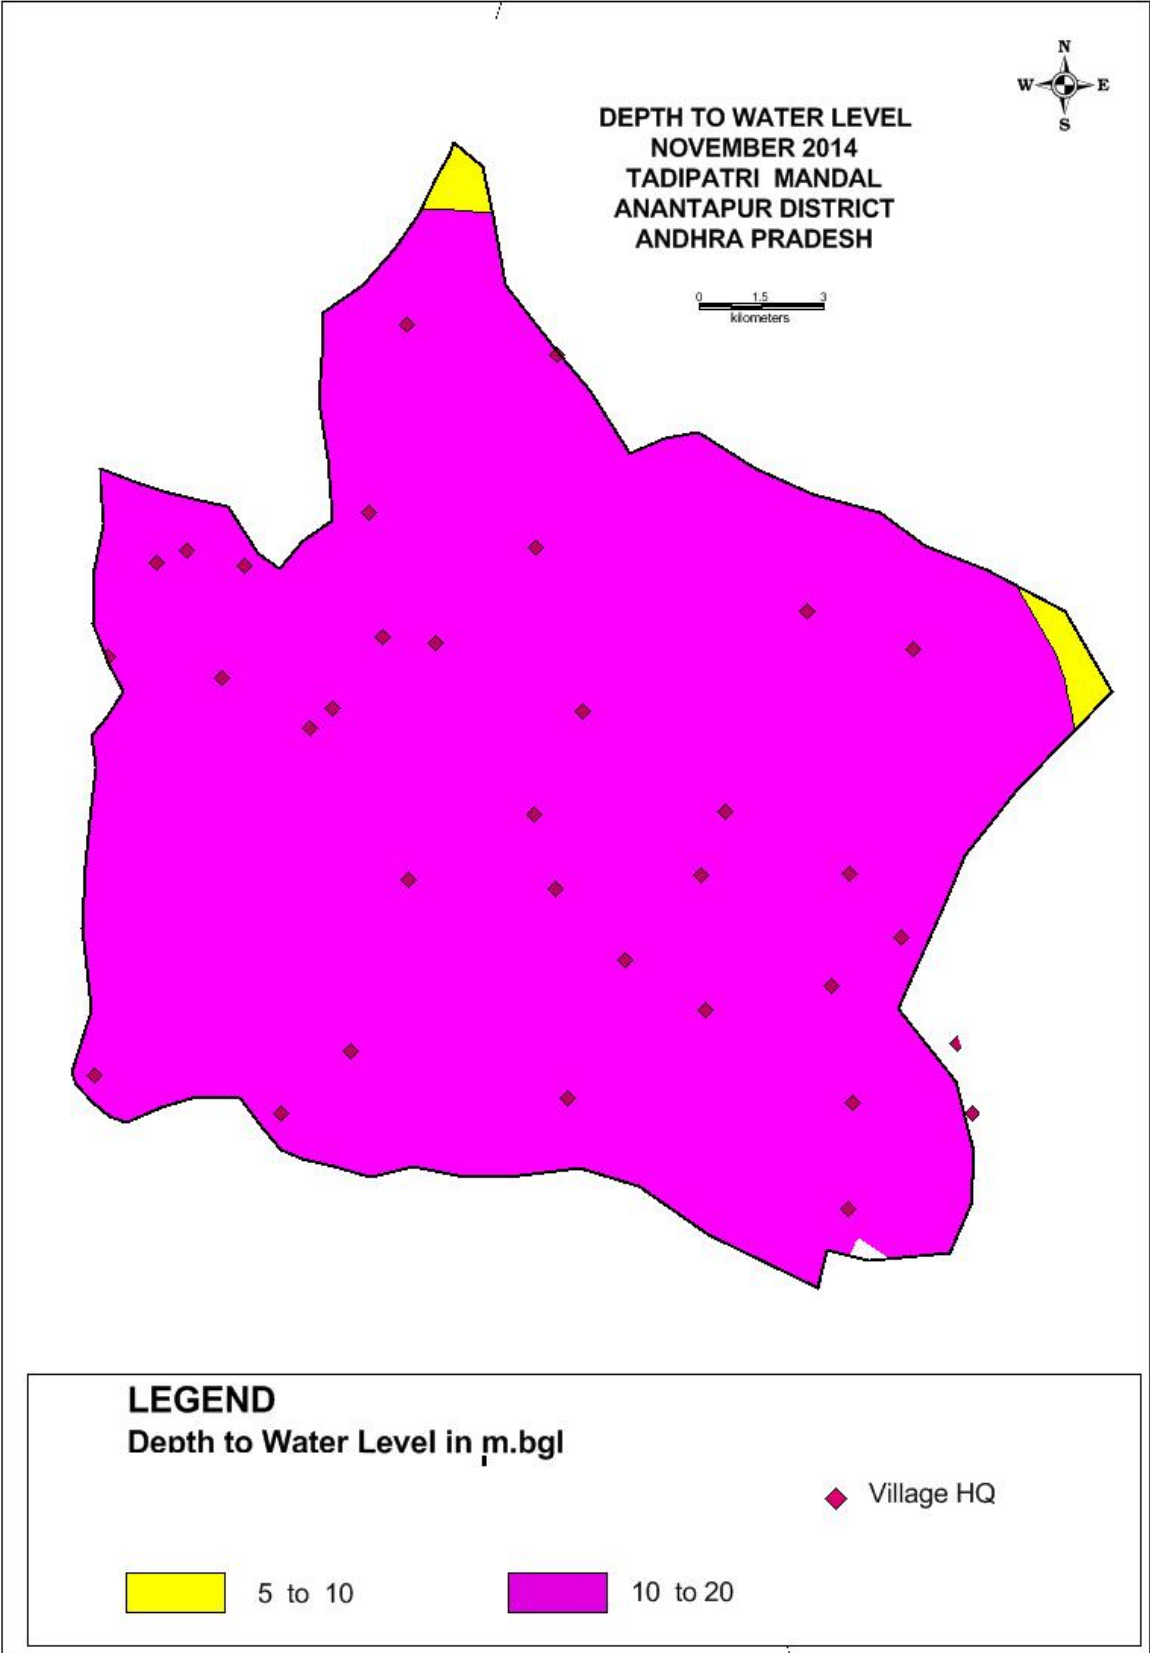 N
W E
S
DEPTH TO WATER LEVEL
NOVEMBER 2014
TADIPATRI MANDAL
ANANTAPUR DISTRICT
ANDHRA PRADESH
0 1.5 3
kilometers
LEGEND
Depth to Water Level in m.bgl
Village HQ
5 to 10 10 to 20